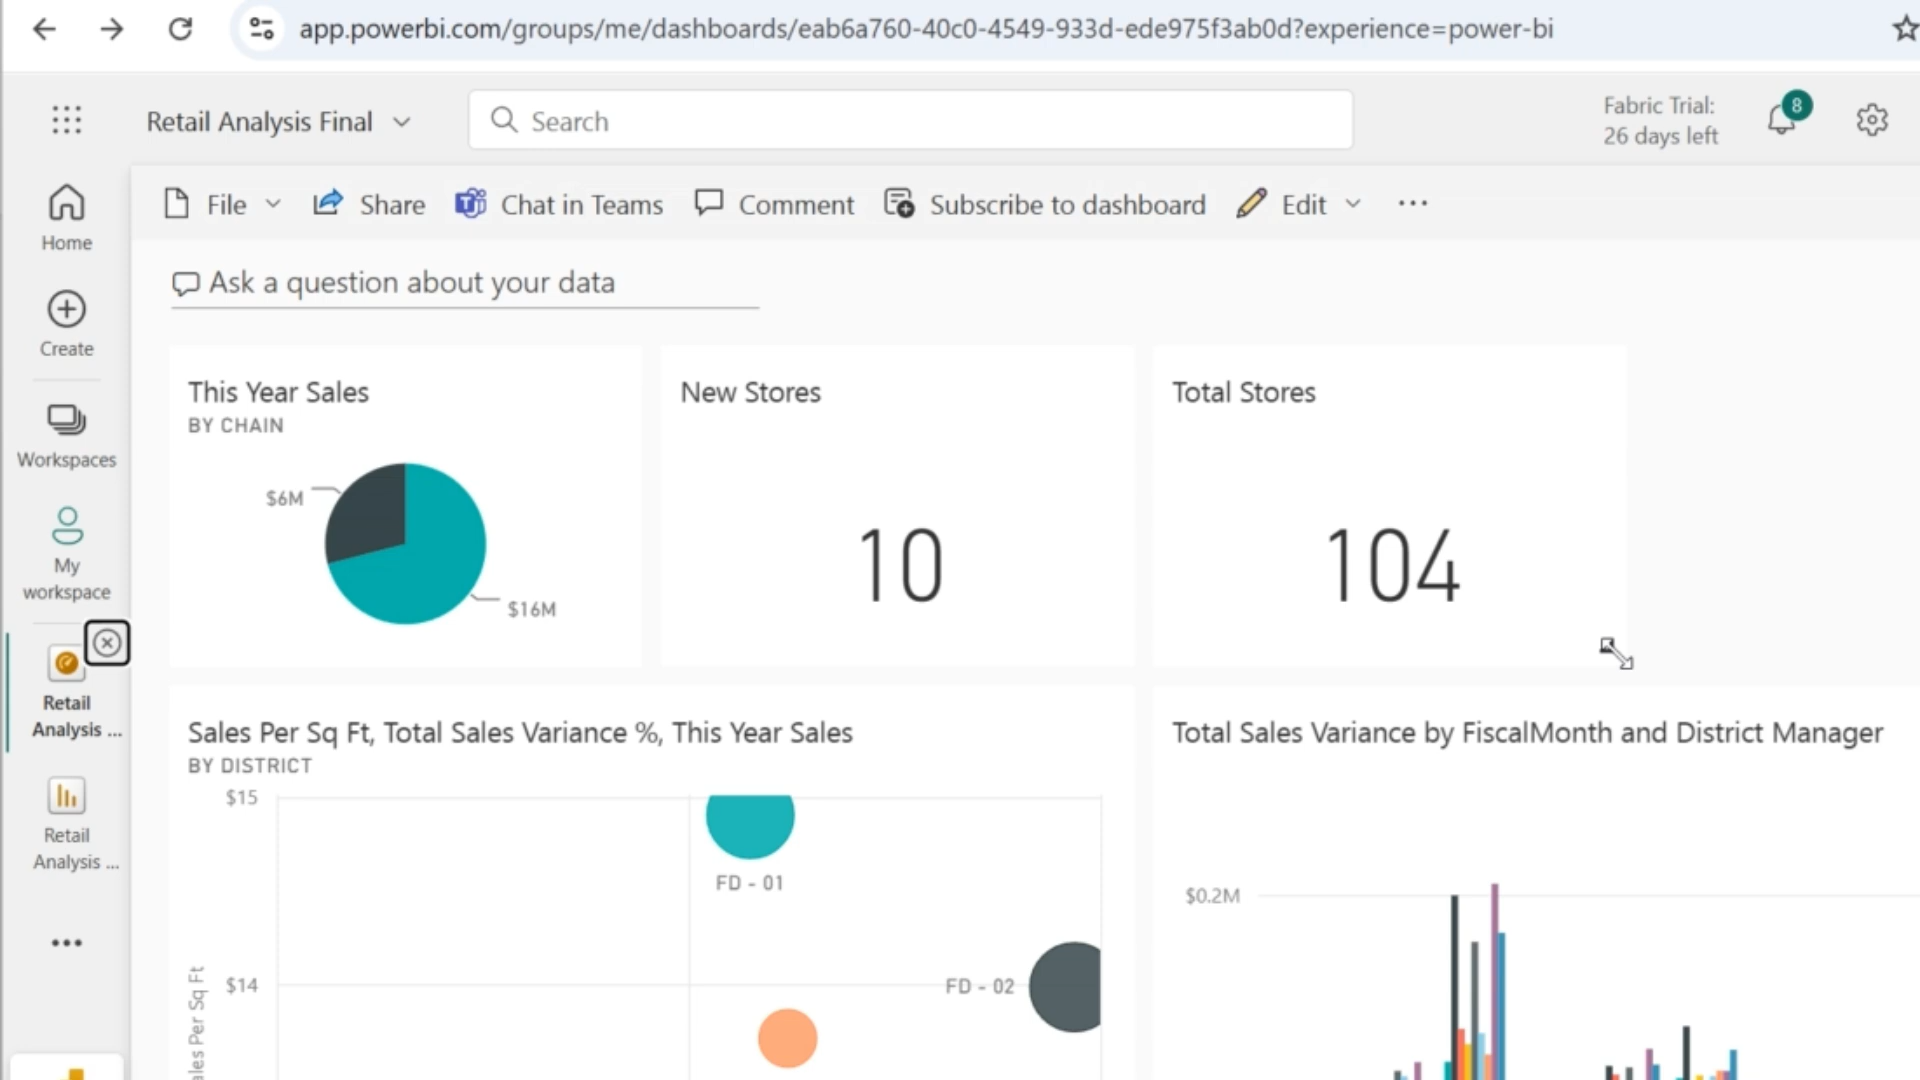 app.powerbi.com/groups/me/dashboards/eab6a760-40c0-4549-933d-ede975f3ab0d?experience=power-bi
Retail Analysis Final
Search
Fabric Trial:
26 days left
8
File
Share
Chat in Teams
Comment
Subscribe to dashboard
Edit
Home
Create
Workspaces
My
workspace
Retail
Analysis ...
Retail
Analysis ...
Ask a question about your data
This Year Sales
BY CHAIN
$6M
$16M
New Stores
10
Total Stores
104
Sales Per Sq Ft, Total Sales Variance %, This Year Sales
BY DISTRICT
$15
$14
ales Per Sq Ft
FD - 01
FD - 02
Total Sales Variance by FiscalMonth and District Manager
$0.2M